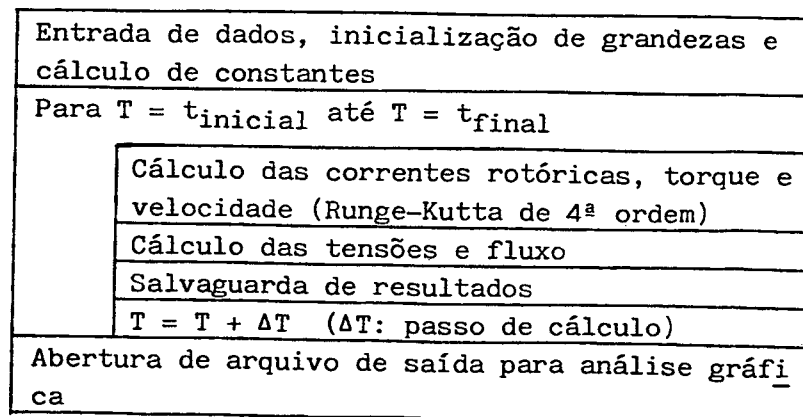 Entrada de dados, inicialização de grandezas e
cálculo de constantes
Para T = tinicial até T = tfinal
Cálculo das correntes rotóricas, torque e
velocidade (Runge-Kutta de 4ª ordem)
Cálculo das tensões e fluxo
Salvaguarda de resultados
T = T + ΔT (ΔT: passo de cálculo)
Abertura de arquivo de saída para análise gráfi
ca